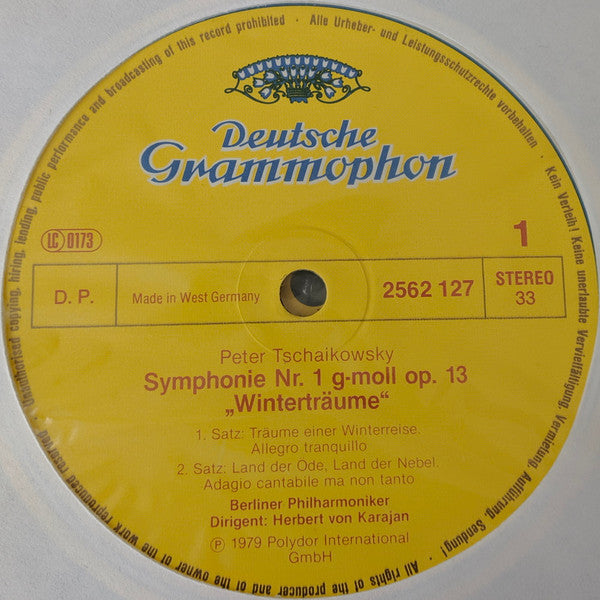 Deutsche
Grammophon
LC 0173
1
D. P.
Made in West Germany
2562 127
STEREO
33
Peter Tschaikowsky
Symphonie Nr. 1 g-moll op. 13
„Winterträume“
1. Satz: Träume einer Winterreise.
Allegro tranquillo
2. Satz: Land der Ode, Land der Nebel.
Adagio cantabile ma non tanto
Berliner Philharmoniker
Dirigent: Herbert von Karajan
Ⓟ 1979 Polydor International
GmbH
Alle Urheber- und Leistungsschutzrechte vorbehalten · Kein Verleih! Keine unerlaubte Vervielfältigung, Vermietung, Aufführung, Sendung! · All rights of the producer and of the owner of the work reproduced reserved · Unauthorised copying, hiring, lending, public performance and broadcasting of this record prohibited ·